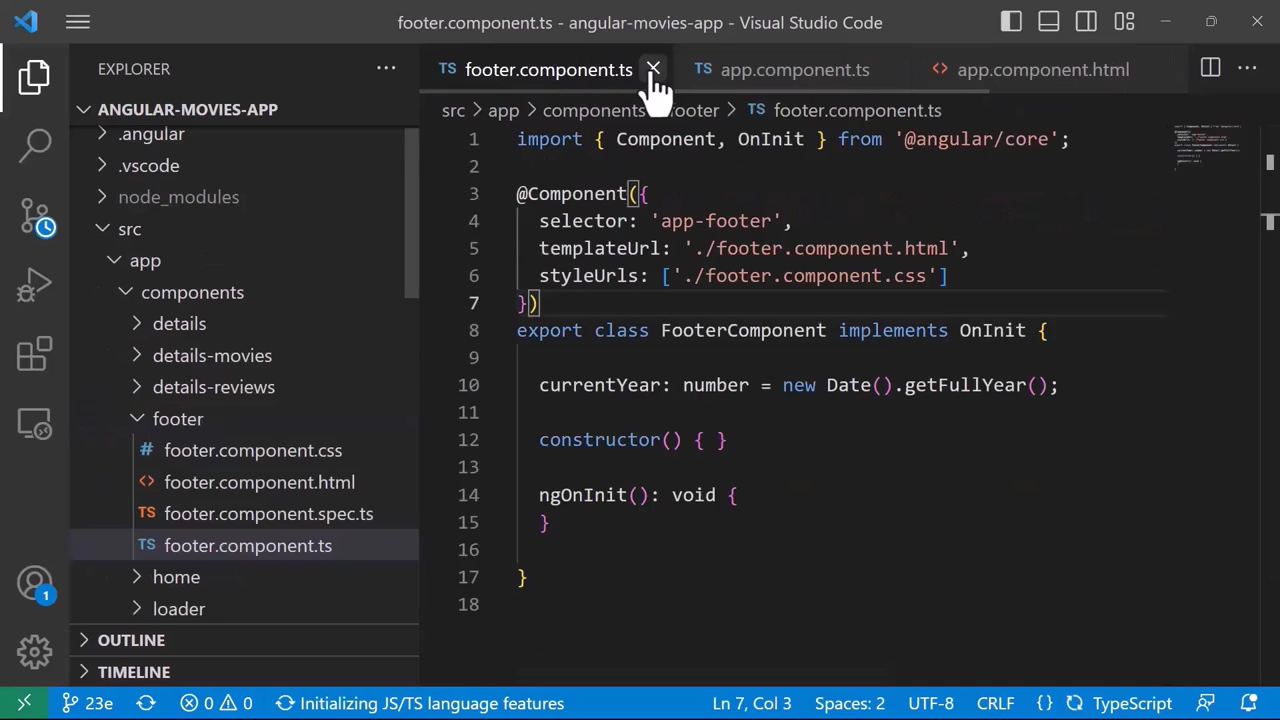 footer.component.ts - angular-movies-app - Visual Studio Code
EXPLORER
ANGULAR-MOVIES-APP
.angular
.vscode
node_modules
src
app
components
details
details-movies
details-reviews
footer
# footer.component.css
<> footer.component.html
TS footer.component.spec.ts
TS footer.component.ts
home
loader
OUTLINE
TIMELINE
1
TS footer.component.ts
TS app.component.ts
<> app.component.html
src > app > components footer > TS footer.component.ts
1 import { Component, OnInit } from '@angular/core';
2
3 @Component({
4 selector: 'app-footer',
5 templateUrl: './footer.component.html',
6 styleUrls: ['./footer.component.css']
7 })
8 export class FooterComponent implements OnInit {
9
10 currentYear: number = new Date().getFullYear();
11
12 constructor() { }
13
14 ngOnInit(): void {
15 }
16
17 }
18
23e 0 0 Initializing JS/TS language features Ln 7, Col 3 Spaces: 2 UTF-8 CRLF {} TypeScript